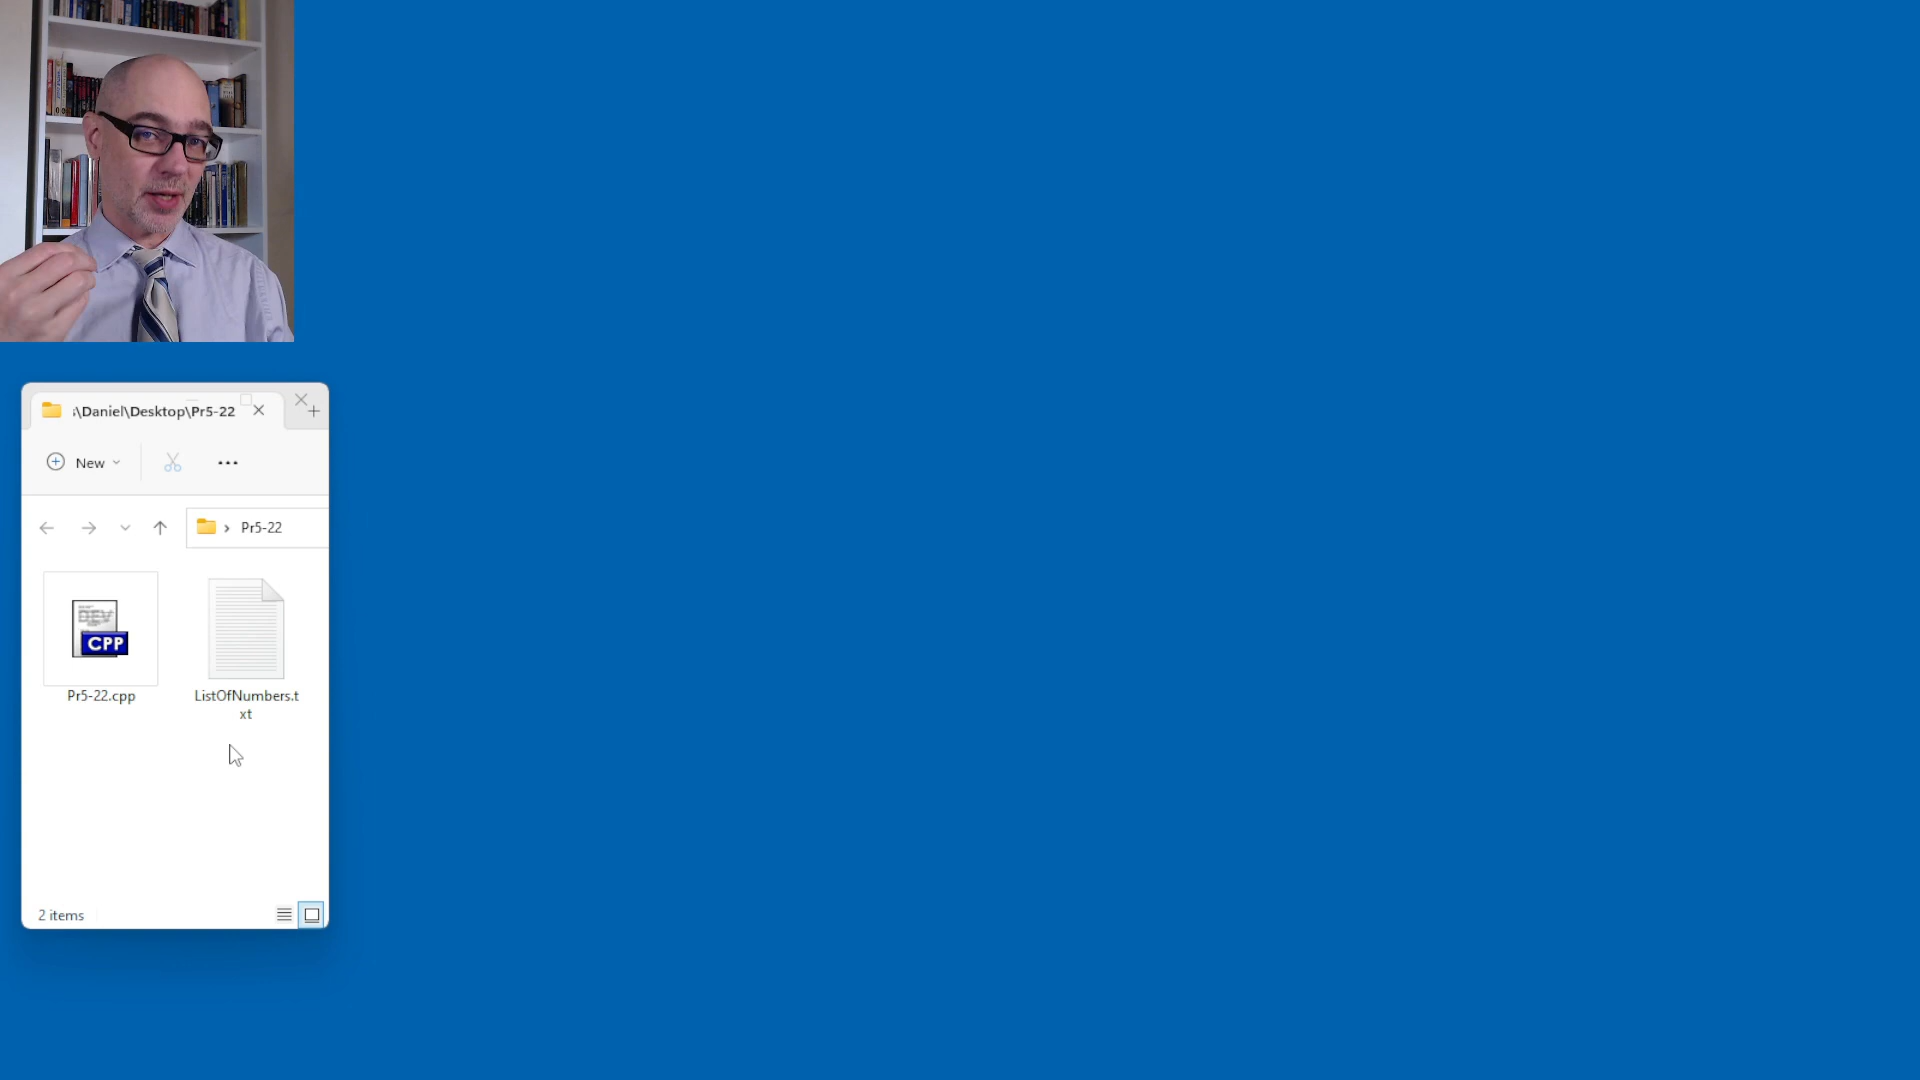 s\Daniel\Desktop\Pr5-22
New
Pr5-22
CPP
Pr5-22.cpp
ListOfNumbers.t
xt
2 items